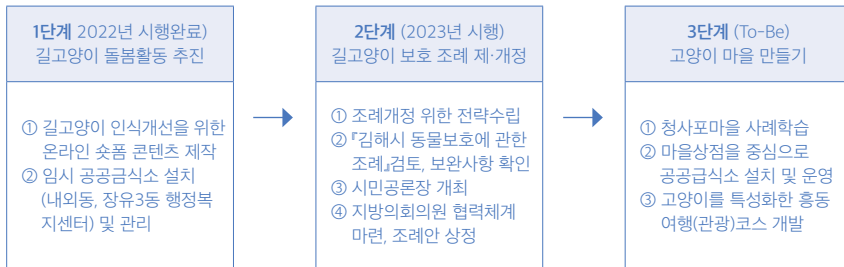 1단계 2022년 시행완료)
길고양이 돌봄활동 추진
① 길고양이 인식개선을 위한
온라인 숏폼 콘텐츠 제작
② 임시 공공금식소 설치
(내외동, 장유3동 행정복
지센터) 및 관리
2단계 (2023년 시행)
길고양이 보호 조례 제·개정
① 조례개정 위한 전략수립
② 『김해시 동물보호에 관한
조례』검토, 보완사항 확인
③ 시민공론장 개최
④ 지방의회의원 협력체계
마련, 조례안 상정
3단계 (To-Be)
고양이 마을 만들기
① 청사포마을 사례학습
② 마을상점을 중심으로
공공급식소 설치 및 운영
③ 고양이를 특성화한 흥동
여행(관광)코스 개발